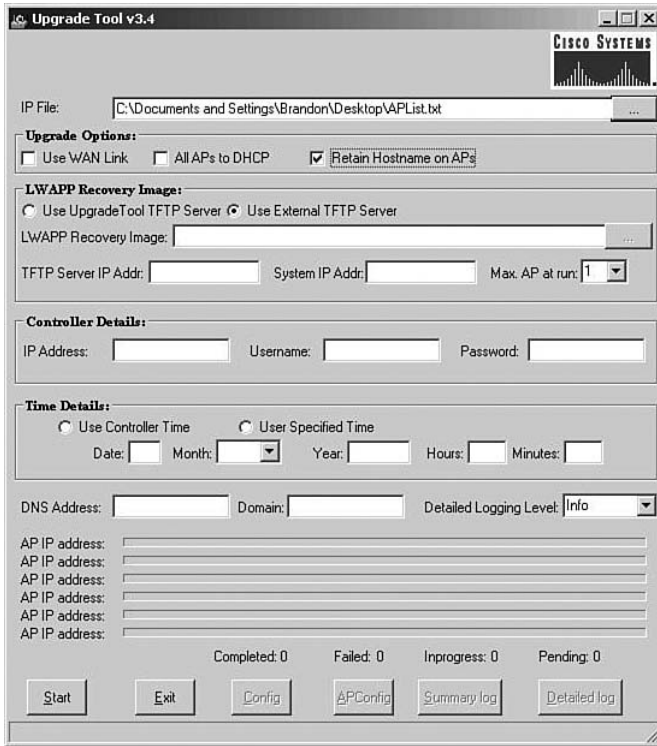 Upgrade Tool v3.4
CISCO SYSTEMS
IP File: C:\Documents and Settings\Brandon\Desktop\APList.txt ...
Upgrade Options:
Use WAN Link All APs to DHCP Retain Hostname on APs
LWAPP Recovery Image:
Use UpgradeTool TFTP Server Use External TFTP Server
LWAPP Recovery Image: ...
TFTP Server IP Addr: System IP Addr: Max. AP at run: 1
Controller Details:
IP Address: Username: Password:
Time Details:
Use Controller Time User Specified Time
Date: Month: Year: Hours: Minutes:
DNS Address: Domain: Detailed Logging Level: Info
AP IP address:
AP IP address:
AP IP address:
AP IP address:
AP IP address:
AP IP address:
Completed: 0 Failed: 0 Inprogress: 0 Pending: 0
Start Exit Config APConfig Summary log Detailed log